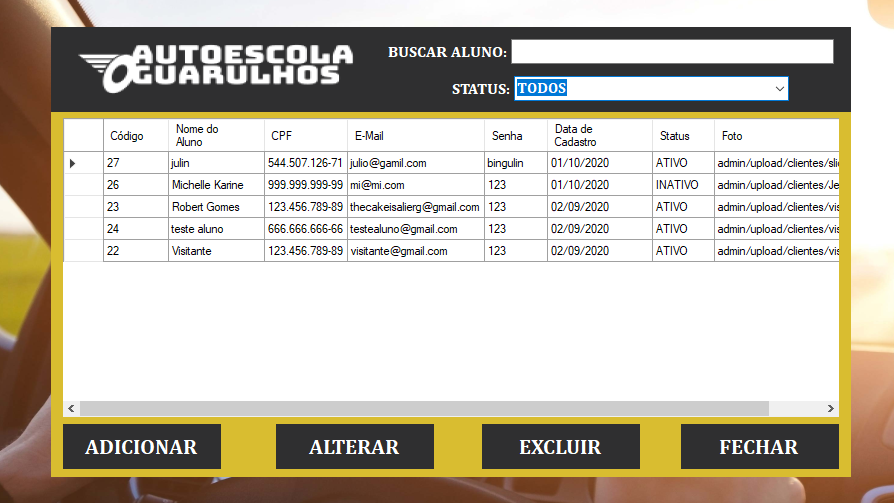 AUTOESCOLA
GUARULHOS
BUSCAR ALUNO:
STATUS: TODOS
Código Nome do Aluno CPF E-Mail Senha Data de Cadastro Status Foto
27 julin 544.507.126-71 julio@gamil.com bingulin 01/10/2020 ATIVO admin/upload/clientes/sli
26 Michelle Karine 999.999.999-99 mi@mi.com 123 01/10/2020 INATIVO admin/upload/clientes/Je
23 Robert Gomes 123.456.789-89 thecakeisalierg@gmail.com 123 02/09/2020 ATIVO admin/upload/clientes/vis
24 teste aluno 666.666.666-66 testealuno@gmail.com 123 02/09/2020 ATIVO admin/upload/clientes/vis
22 Visitante 123.456.789-89 visitante@gmail.com 123 02/09/2020 ATIVO admin/upload/clientes/vis
ADICIONAR ALTERAR EXCLUIR FECHAR